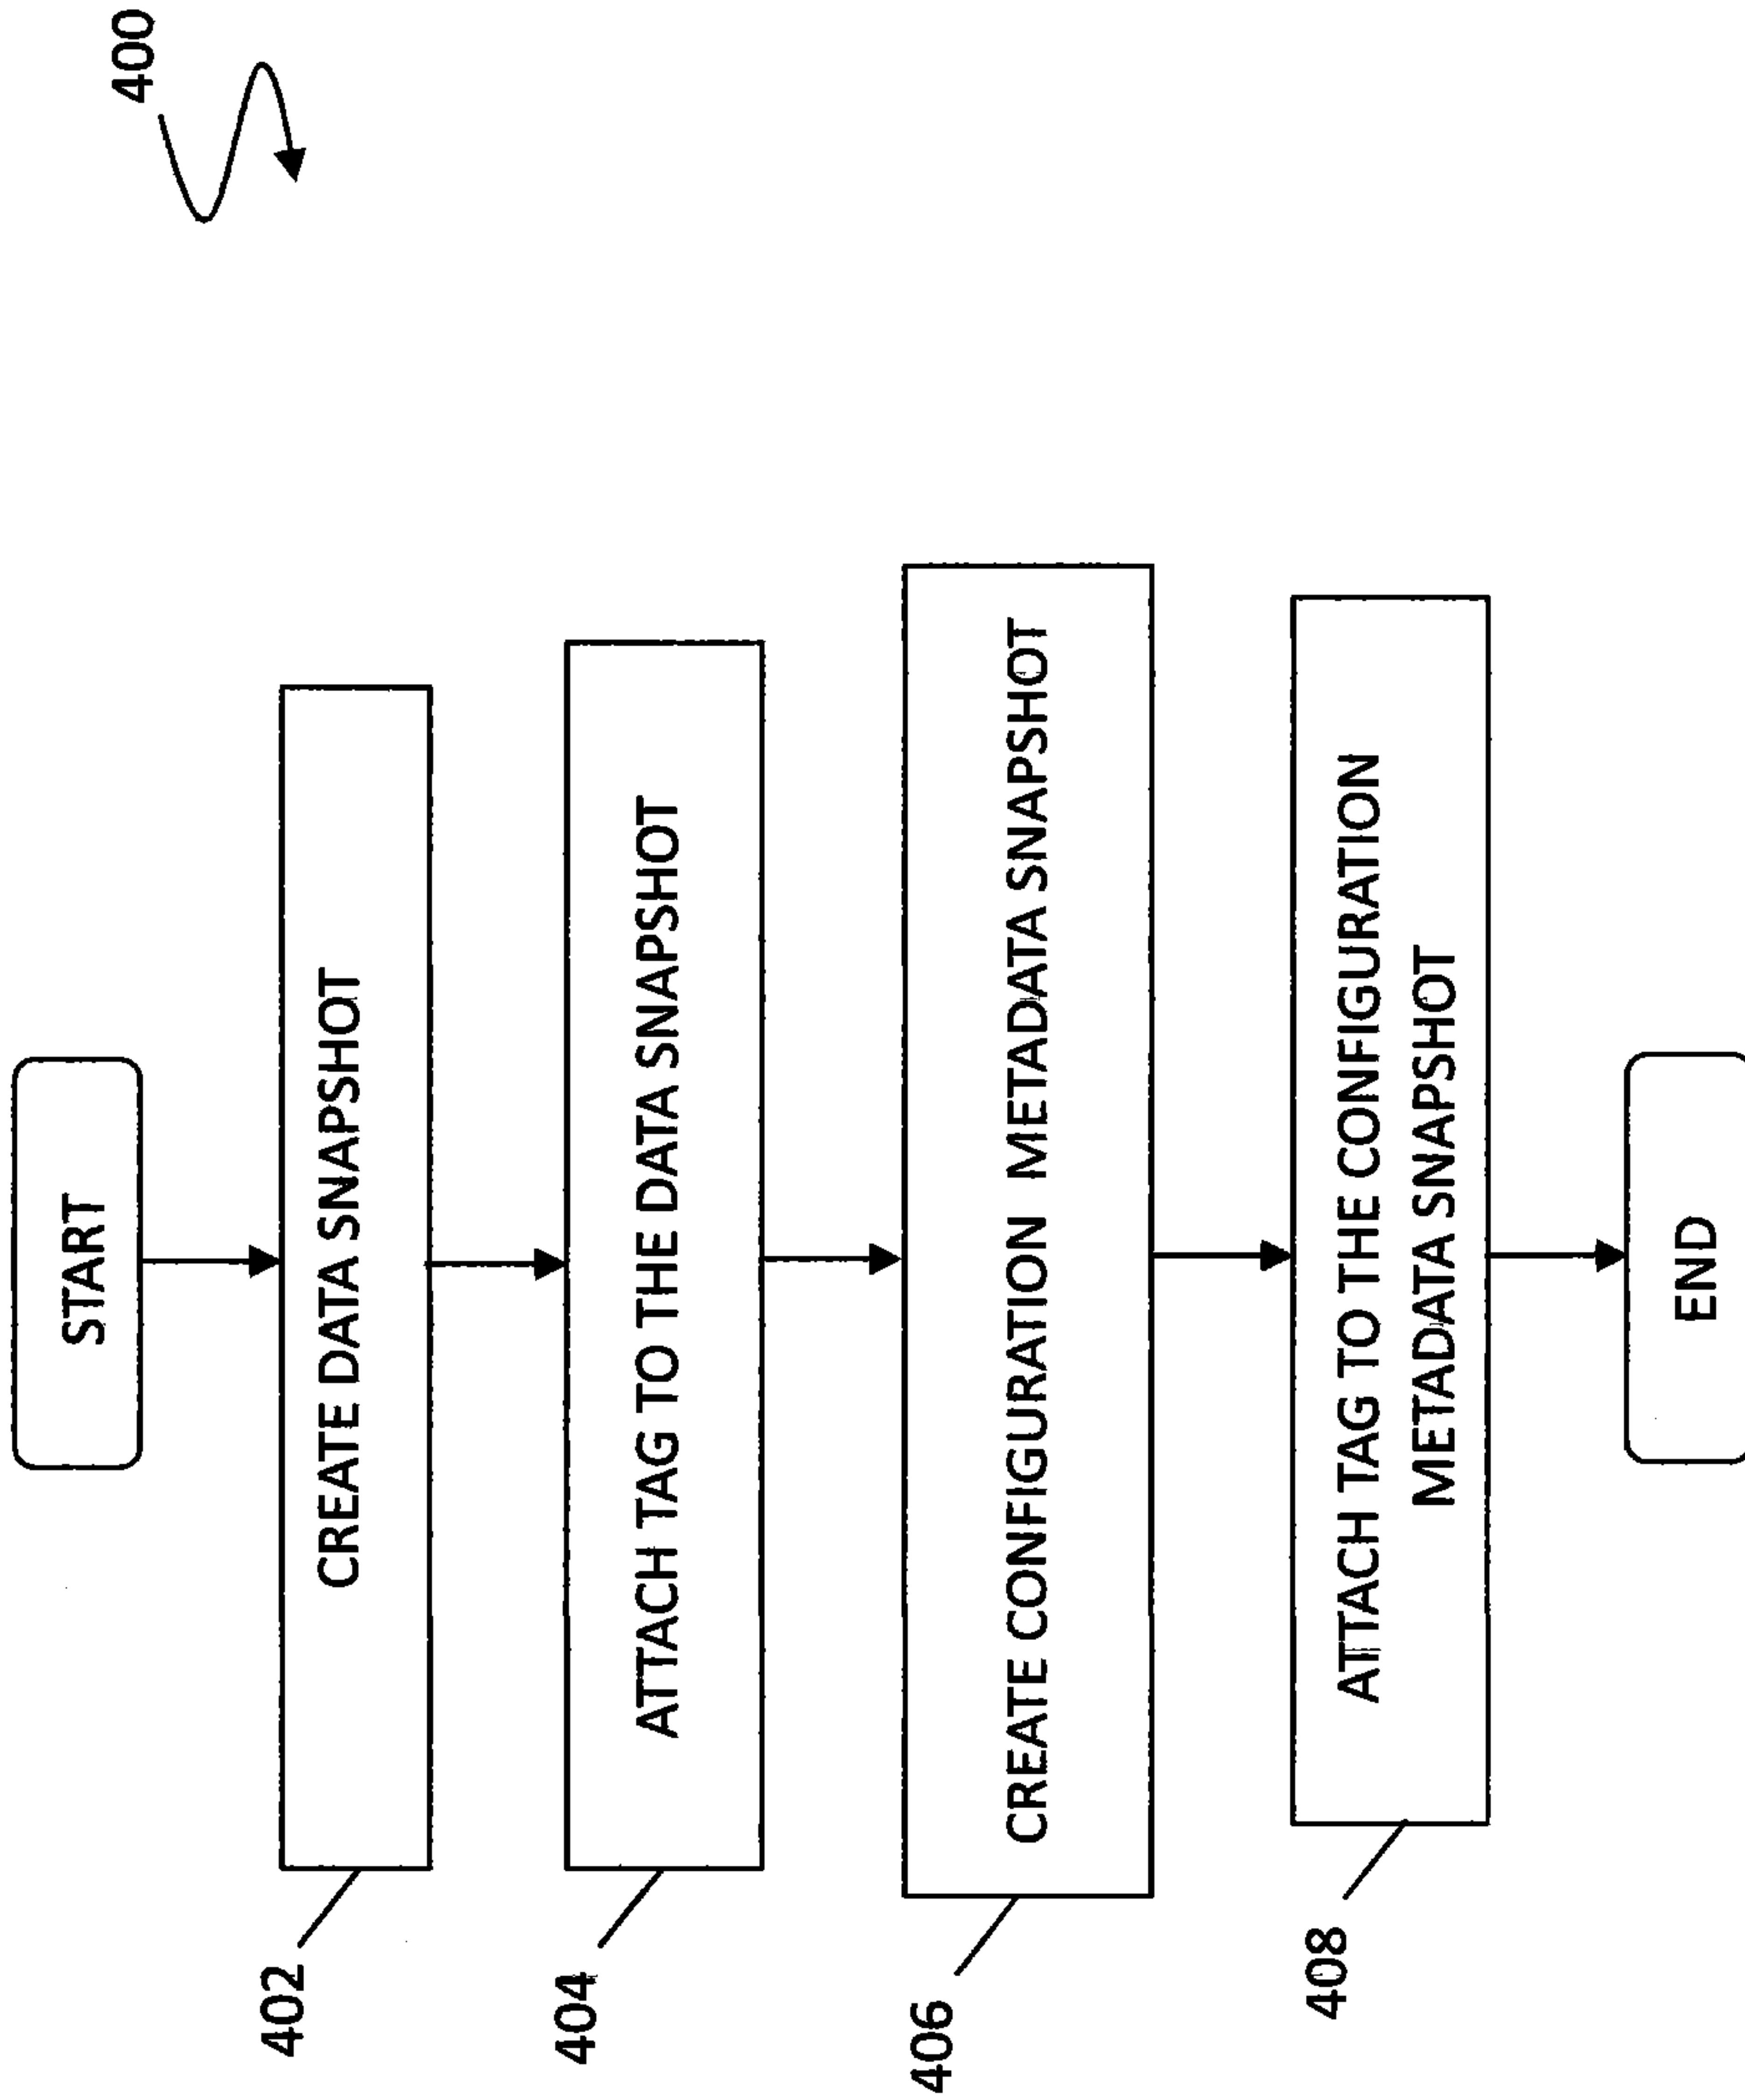 400
START
402
CREATE DATA SNAPSHOT
404
ATTACH TAG TO THE DATA SNAPSHOT
406
CREATE CONFIGURATION METADATA SNAPSHOT
408
ATTACH TAG TO THE CONFIGURATION
METADATA SNAPSHOT
END